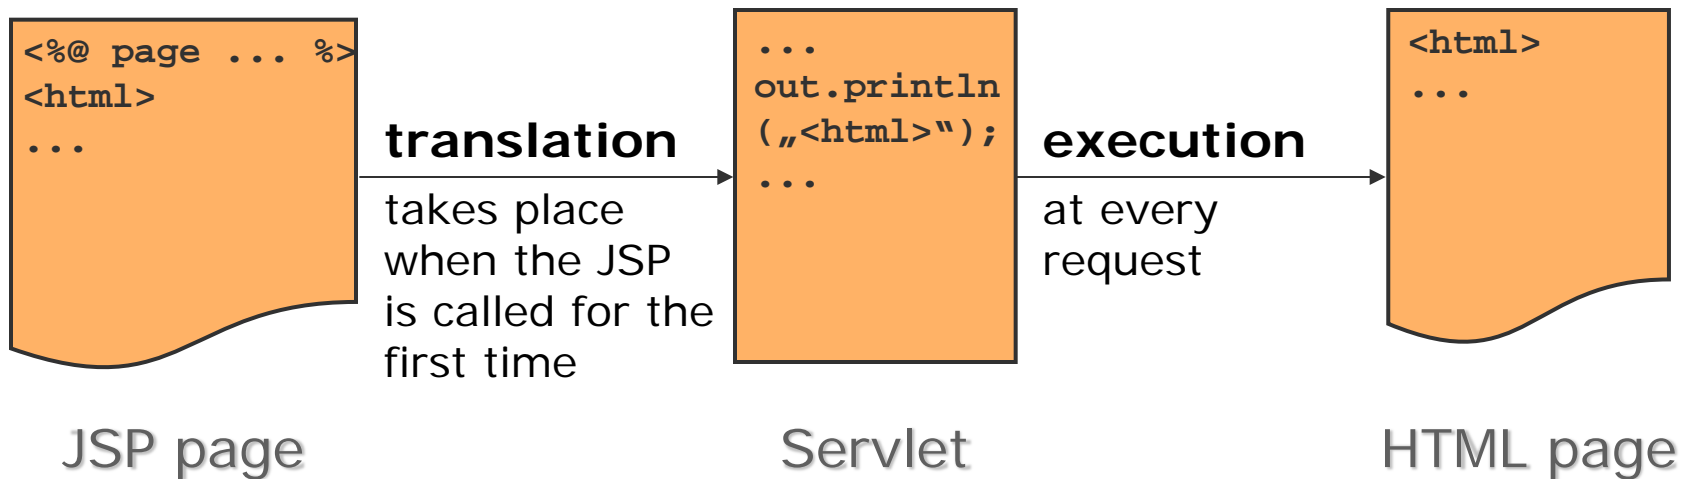 <%@ page ... %>
<html>
...
translation
takes place
when the JSP
is called for the
first time
...
out.println
(„<html>“);
...
execution
at every
request
<html>
...
JSP page
Servlet
HTML page